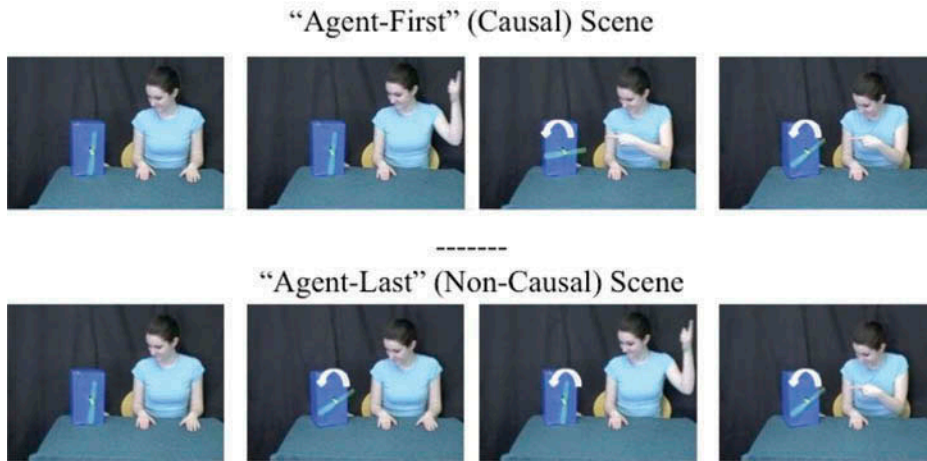 “Agent-First” (Causal) Scene
-------
“Agent-Last” (Non-Causal) Scene